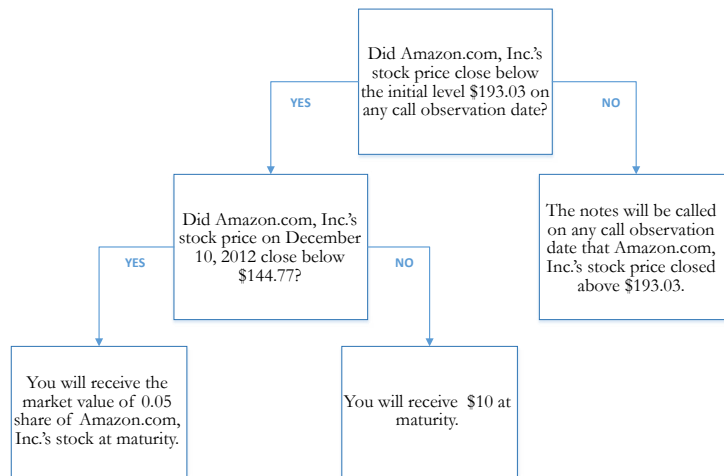 Did Amazon.com, Inc.'s
stock price close below
the initial level $193.03 on
any call observation date?
YES
NO
Did Amazon.com, Inc.'s
stock price on December
10, 2012 close below
$144.77?
The notes will be called
on any call observation
date that Amazon.com,
Inc.'s stock price closed
above $193.03.
YES
NO
You will receive the
market value of 0.05
share of Amazon.com,
Inc.'s stock at maturity.
You will receive $10 at
maturity.